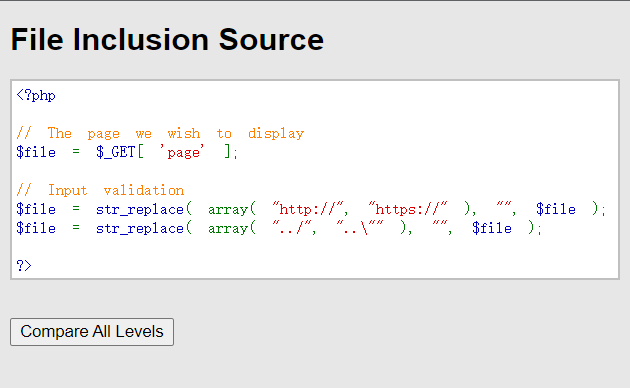 File Inclusion Source
<?php
// The page we wish to display
$file = $_GET[ 'page' ];
// Input validation
$file = str_replace( array( "http://", "https://" ), "", $file );
$file = str_replace( array( "../", "..\"" ), "", $file );
?>
Compare All Levels